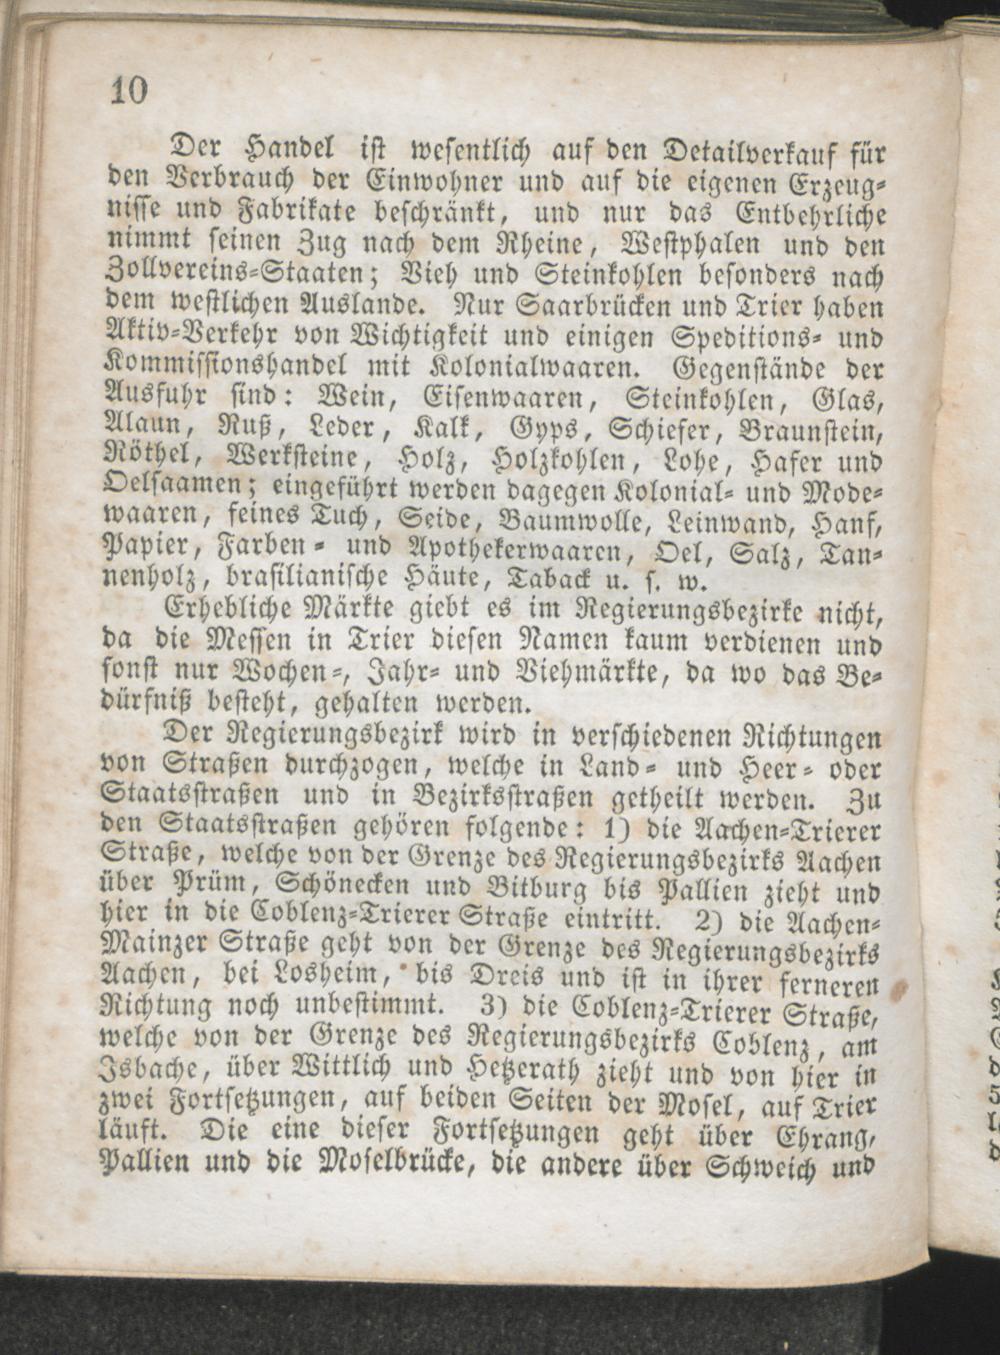 10
Der Handel ist wesentlich auf den Detailverkauf für
den Verbrauch der Einwohner und auf die eigenen Erzeug-
nisse und Fabrikate beschränkt, und nur das Entbehrliche
nimmt seinen Zug nach dem Rheine, Westphalen und den
Zollvereins-Staaten; Vieh und Steinkohlen besonders nach
dem westlichen Auslande. Nur Saarbrücken und Trier haben
Aktiv-Verkehr von Wichtigkeit und einigen Speditions- und
Kommissionshandel mit Kolonialwaaren. Gegenstände der
Ausfuhr sind: Wein, Eisenwaaren, Steinkohlen, Glas,
Alaun, Ruß, Leder, Kalk, Gyps, Schiefer, Braunstein,
Röthel, Werksteine, Holz, Holzkohlen, Lohe, Hafer und
Oelsaamen; eingeführt werden dagegen Kolonial- und Mode-
waaren, feines Tuch, Seide, Baumwolle, Leinwand, Hanf,
Papier, Farben- und Apothekerwaaren, Oel, Salz, Tan-
nenholz, brasilianische Häute, Taback u. s. w.
Erhebliche Märkte giebt es im Regierungsbezirke nicht,
da die Messen in Trier diesen Namen kaum verdienen und
sonst nur Wochen-, Jahr- und Viehmärkte, da wo das Be-
dürfniß besteht, gehalten werden.
Der Regierungsbezirk wird in verschiedenen Richtungen
von Straßen durchzogen, welche in Land- und Heer- oder
Staatsstraßen und in Bezirksstraßen getheilt werden. Zu
den Staatsstraßen gehören folgende: 1) die Aachen-Trierer
Straße, welche von der Grenze des Regierungsbezirks Aachen
über Prüm, Schönecken und Bitburg bis Pallien zieht und
hier in die Coblenz-Trierer Straße eintritt. 2) die Aachen-
Mainzer Straße geht von der Grenze des Regierungsbezirks
Aachen, bei Losheim, bis Dreis und ist in ihrer ferneren
Richtung noch unbestimmt. 3) die Coblenz-Trierer Straße,
welche von der Grenze des Regierungsbezirks Coblenz, am
Isbache, über Wittlich und Hetzerath zieht und von hier in
zwei Fortsetzungen, auf beiden Seiten der Mosel, auf Trier
läuft. Die eine dieser Fortsetzungen geht über Ehrang,
Pallien und die Moselbrücke, die andere über Schweich und